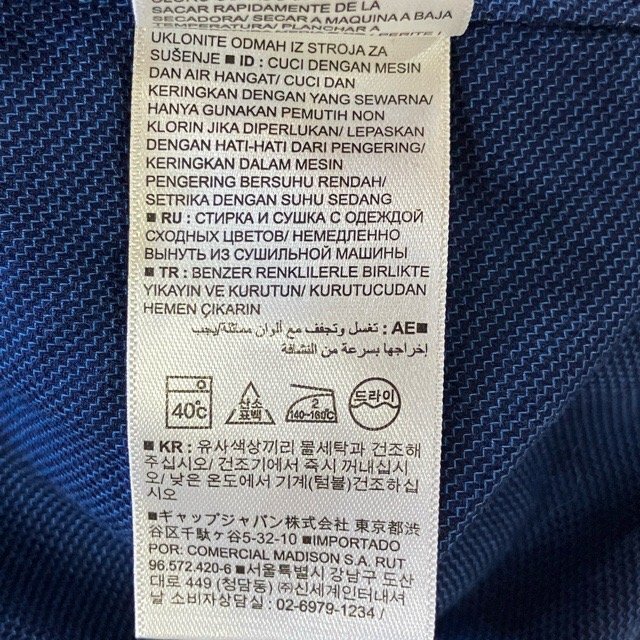 SECADORA/ SECAR A MAQUINA A BAJA
UKLONITE ODMAH IZ STROJA ZA
SUŠENJE ■ ID : CUCI DENGAN MESIN
DAN AIR HANGAT/ CUCI DAN
KERINGKAN DENGAN YANG SEWARNA/
HANYA GUNAKAN PEMUTIH NON
KLORIN JIKA DIPERLUKAN/ LEPASKAN
DENGAN HATI-HATI DARI PENGERING/
KERINGKAN DALAM MESIN
PENGERING BERSUHU RENDAH/
SETRIKA DENGAN SUHU SEDANG
■ RU : СТИРКА И СУШКА С ОДЕЖДОЙ
СХОДНЫХ ЦВЕТОВ/ НЕМЕДЛЕННО
ВЫНУТЬ ИЗ СУШИЛЬНОЙ МАШИНЫ
■ TR : BENZER RENKLILERLE BIRLIKTE
YIKAYIN VE KURUTUN/ KURUTUCUDAN
HEMEN ÇIKARIN
■AE : تغسل وتجفف مع ألوان مماثلة/يجب
إخراجها بسرعة من النشافة
40℃ 산소 표백 2 140~160℃ 드라이
■ KR : 유사색상끼리 물세탁과 건조해
주십시오/ 건조기에서 즉시 꺼내십시
오/ 낮은 온도에서 기계(텀블)건조하
십시오
■ギャップジャパン株式会社 東京都渋
谷区千駄ヶ谷5-32-10 ■IMPORTADO
POR: COMERCIAL MADISON S.A. RUT
96.572.420-6 ■서울특별시 강남구 도산
대로 449 (청담동) ㈜신세계인터내셔
날 소비자상담실: 02-6979-1234 /